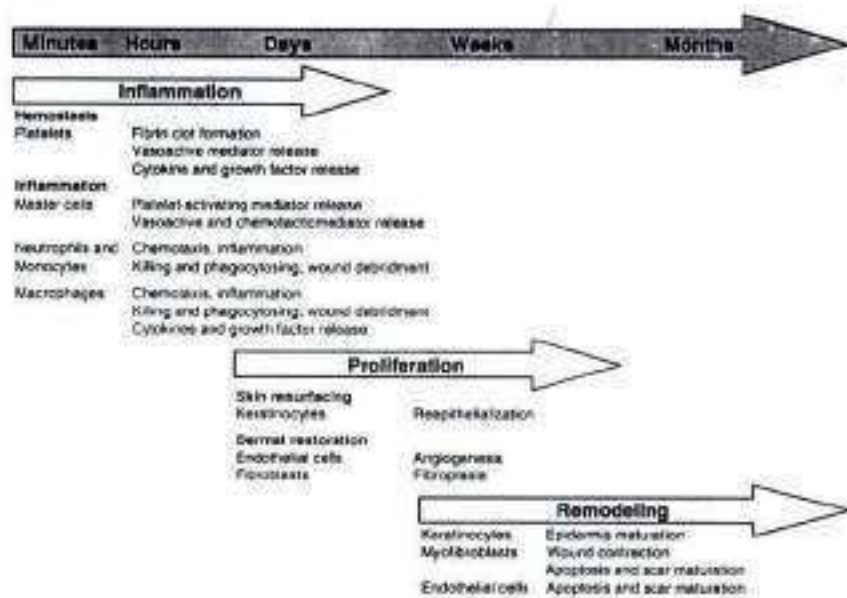 Minutes Hours Days Weeks Months
Inflammation
Hemostasis
Platelets Fibrin clot formation
Vasoactive mediator release
Cytokine and growth factor release
Inflammation
Master cells Platelet-activating mediator release
Vasoactive and chemotacticmediator release
Neutrophils and Chemotaxis, inflammation
Monocytes Killing and phagocytosing, wound debridment
Macrophages Chemotaxis, inflammation
Killing and phagocytosing, wound debridment
Cytokines and growth factor release
Proliferation
Skin resurfacing
Keratinocytes Reepithelialization
Dermal restoration
Endothelial cells Angiogenesis
Fibroblasts Fibroplasia
Remodeling
Keratinocytes Epidermis maturation
Myofibroblasts Wound contraction
Apoptosis and scar maturation
Endothelial cells Apoptosis and scar maturation